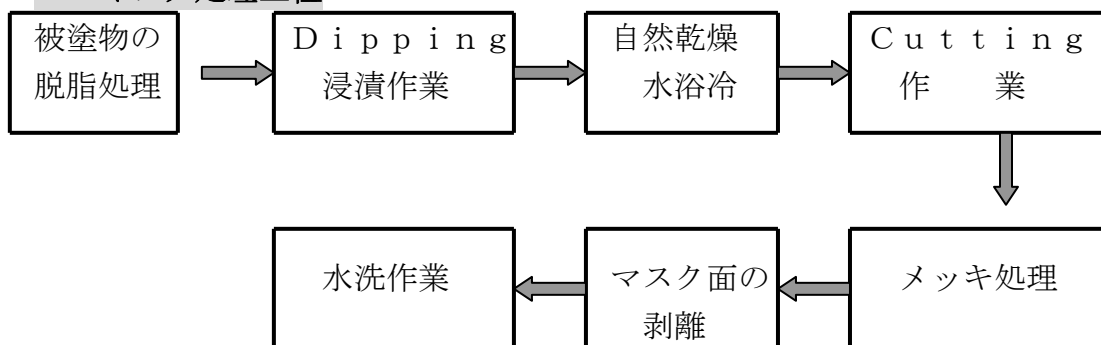 被塗物の
脱脂処理
Ｄｉｐｐｉｎｇ
浸漬作業
自然乾燥
水浴冷
Ｃｕｔｔｉｎｇ
作　　業
メッキ処理
マスク面の
剥離
水洗作業